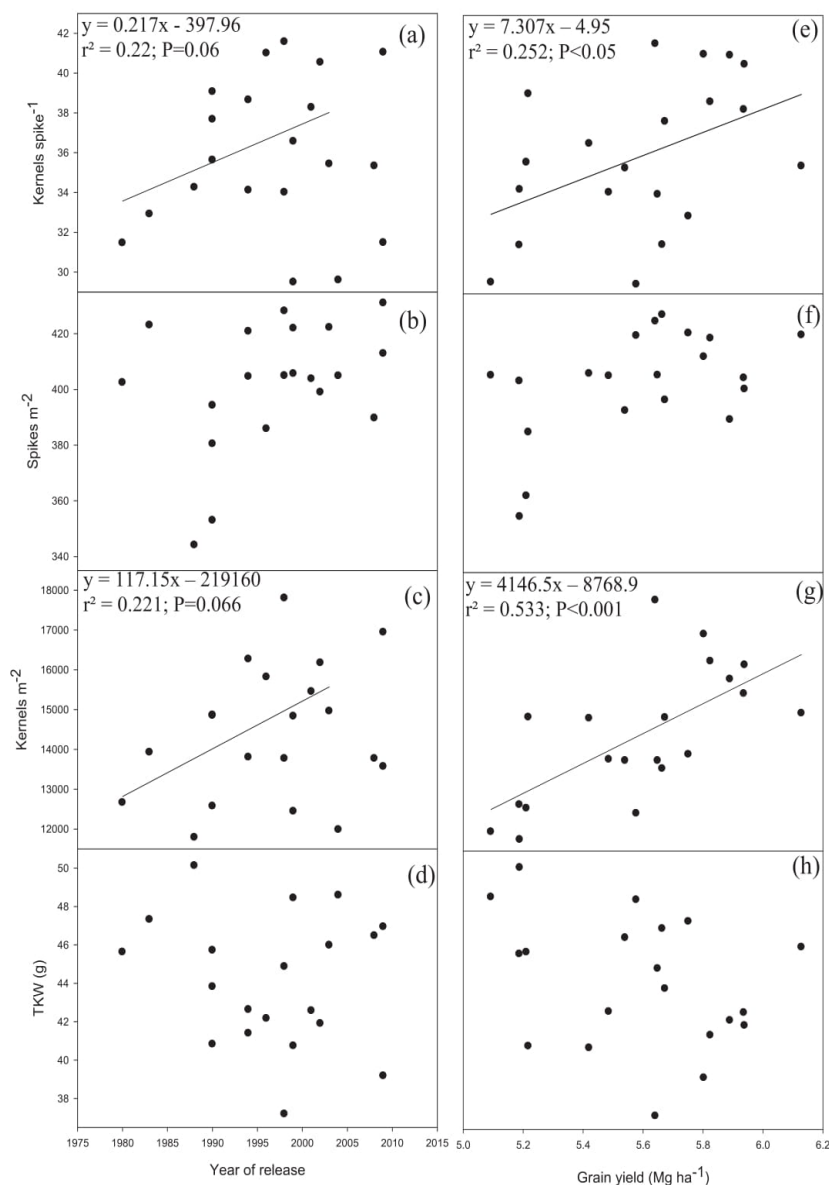 y = 0.217x - 397.96
r² = 0.22; P=0.06
(a)
Kernels spike⁻¹
42
40
38
36
34
32
30
(b)
Spikes m⁻²
420
400
380
360
340
y = 117.15x – 219160
r² = 0.221; P=0.066
(c)
Kernels m⁻²
18000
17000
16000
15000
14000
13000
12000
(d)
TKW (g)
50
48
46
44
42
40
38
1975 1980 1985 1990 1995 2000 2005 2010 2015
Year of release
y = 7.307x – 4.95
r² = 0.252; P<0.05
(e)
(f)
y = 4146.5x – 8768.9
r² = 0.533; P<0.001
(g)
(h)
5.0 5.2 5.4 5.6 5.8 6.0 6.2
Grain yield (Mg ha⁻¹)